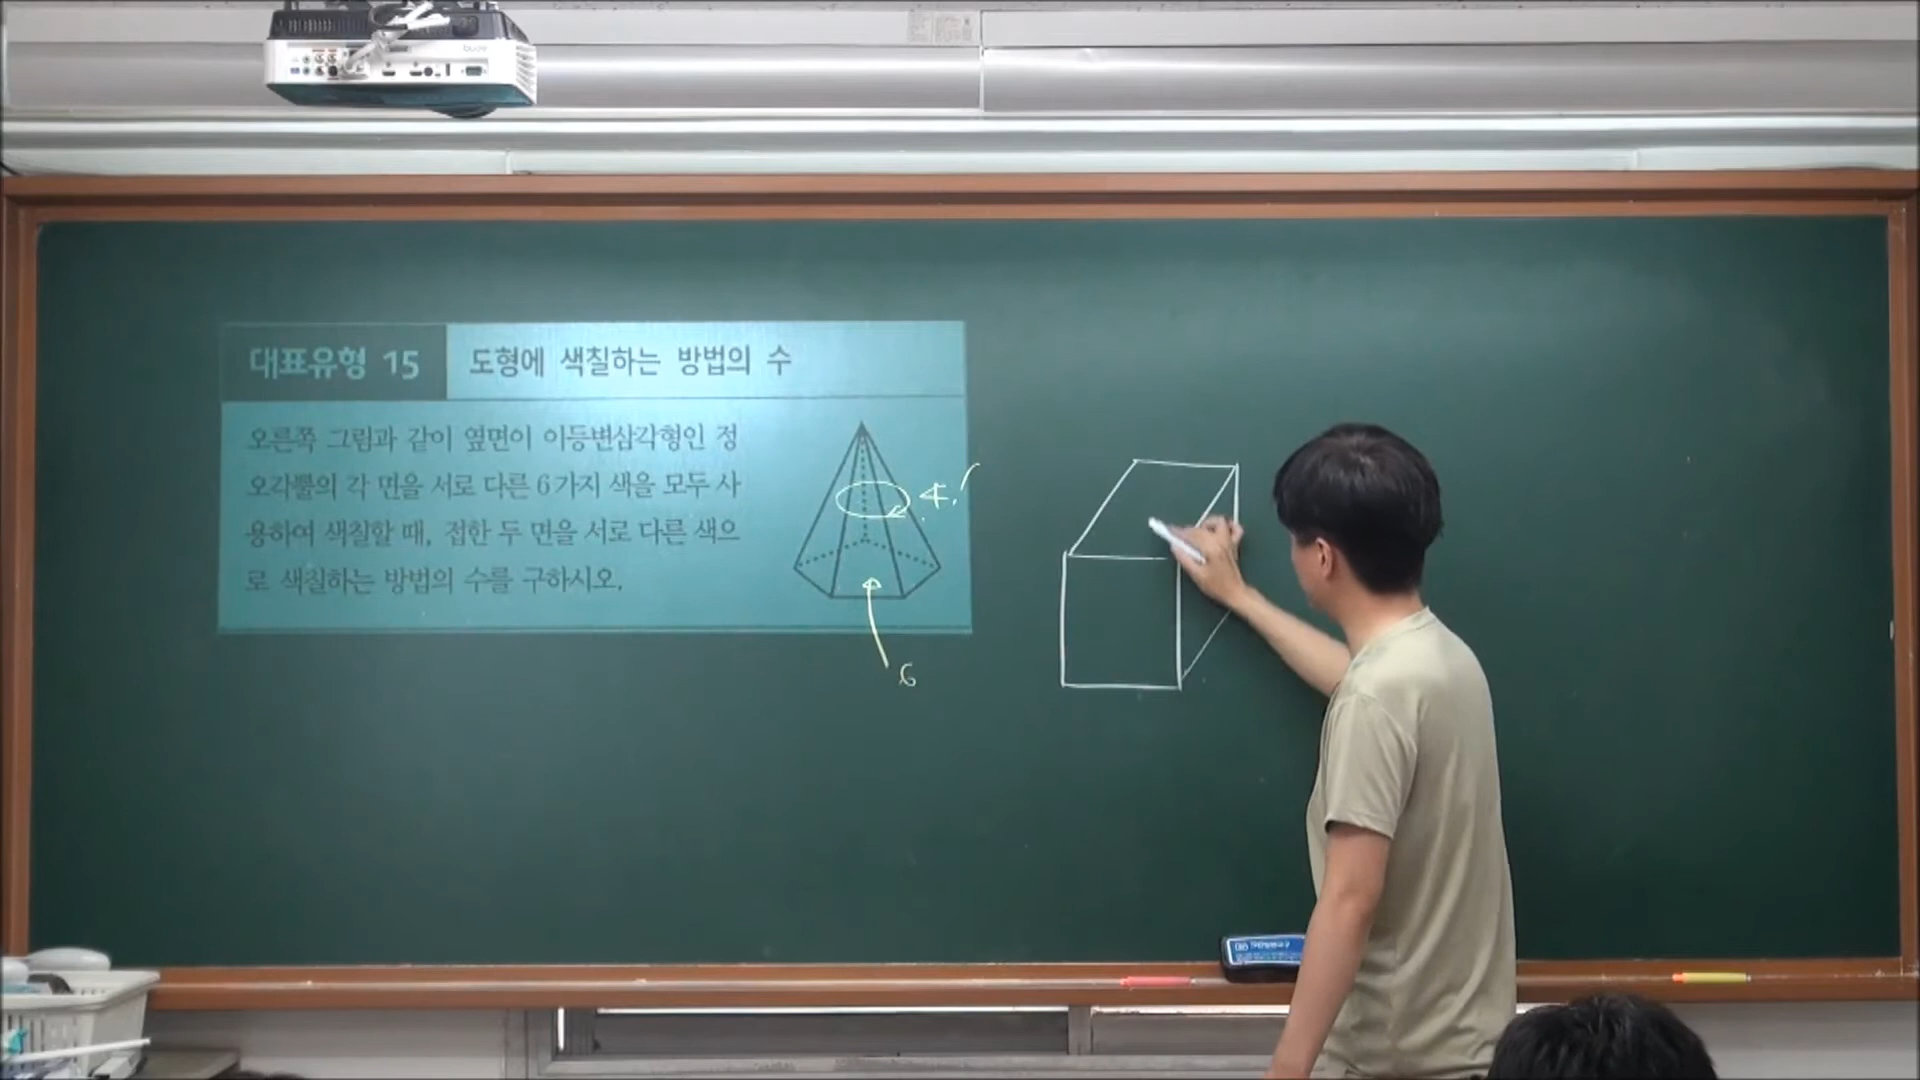 대표유형 15
도형에 색칠하는 방법의 수
오른쪽 그림과 같이 옆면이 이등변삼각형인 정
오각뿔의 각 면을 서로 다른 6가지 색을 모두 사
용하여 색칠할 때, 접한 두 면을 서로 다른 색으
로 색칠하는 방법의 수를 구하시오.
4!
6